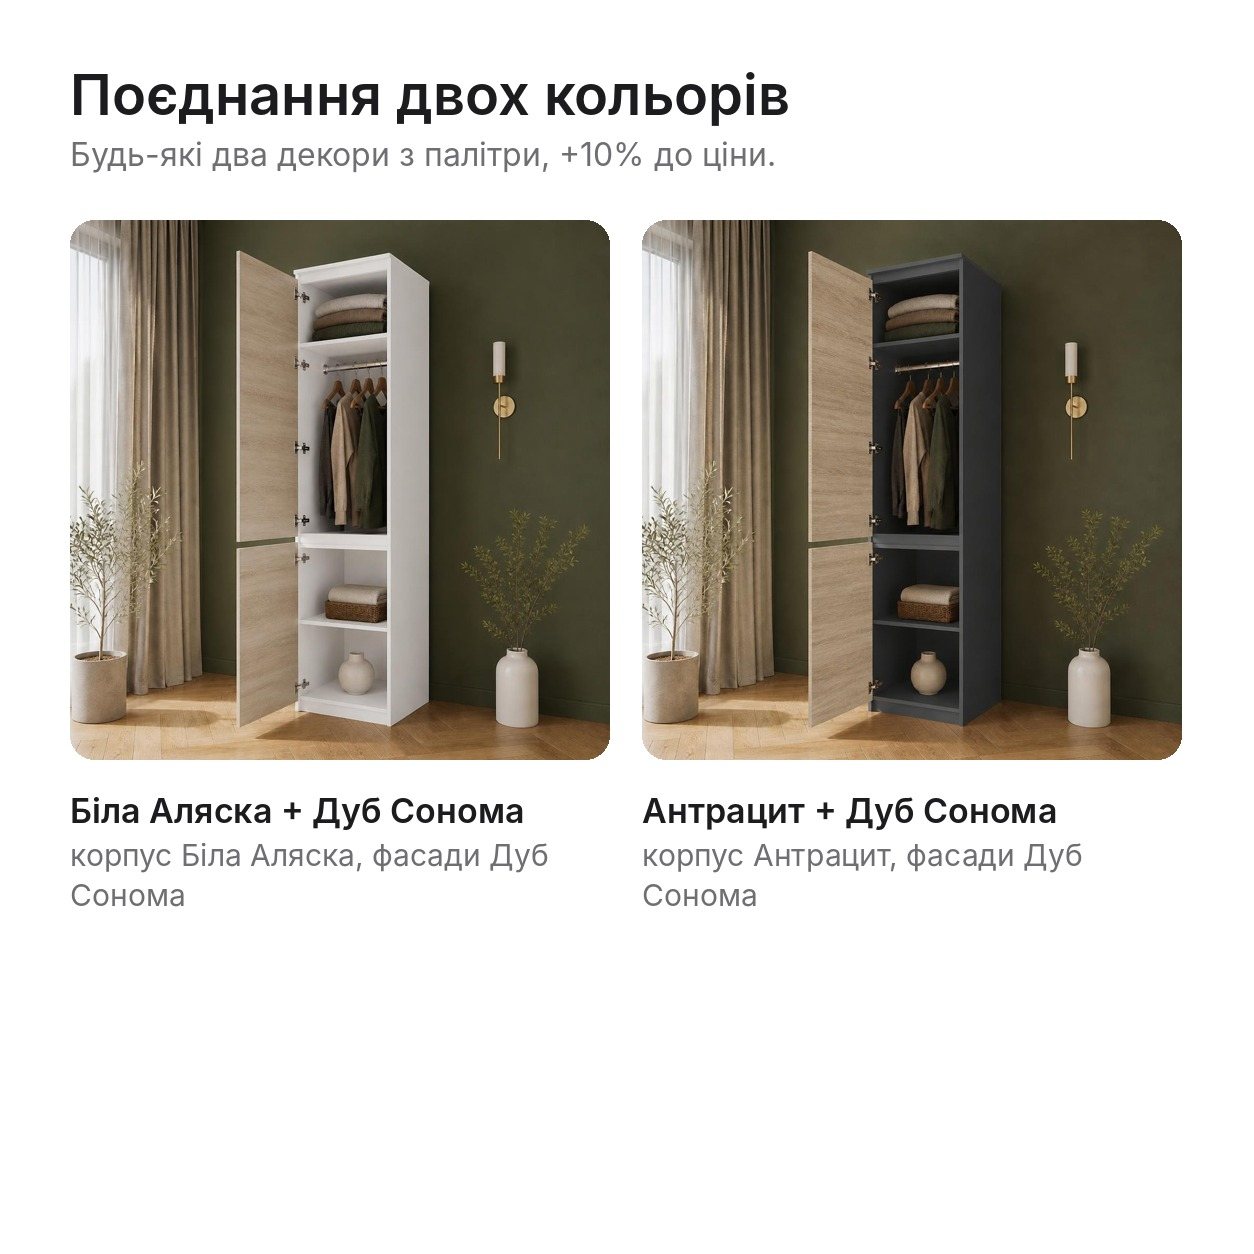 Поєднання двох кольорів
Будь-які два декори з палітри, +10% до ціни.
Біла Аляска + Дуб Сонома
корпус Біла Аляска, фасади Дуб
Сонома
Антрацит + Дуб Сонома
корпус Антрацит, фасади Дуб
Сонома